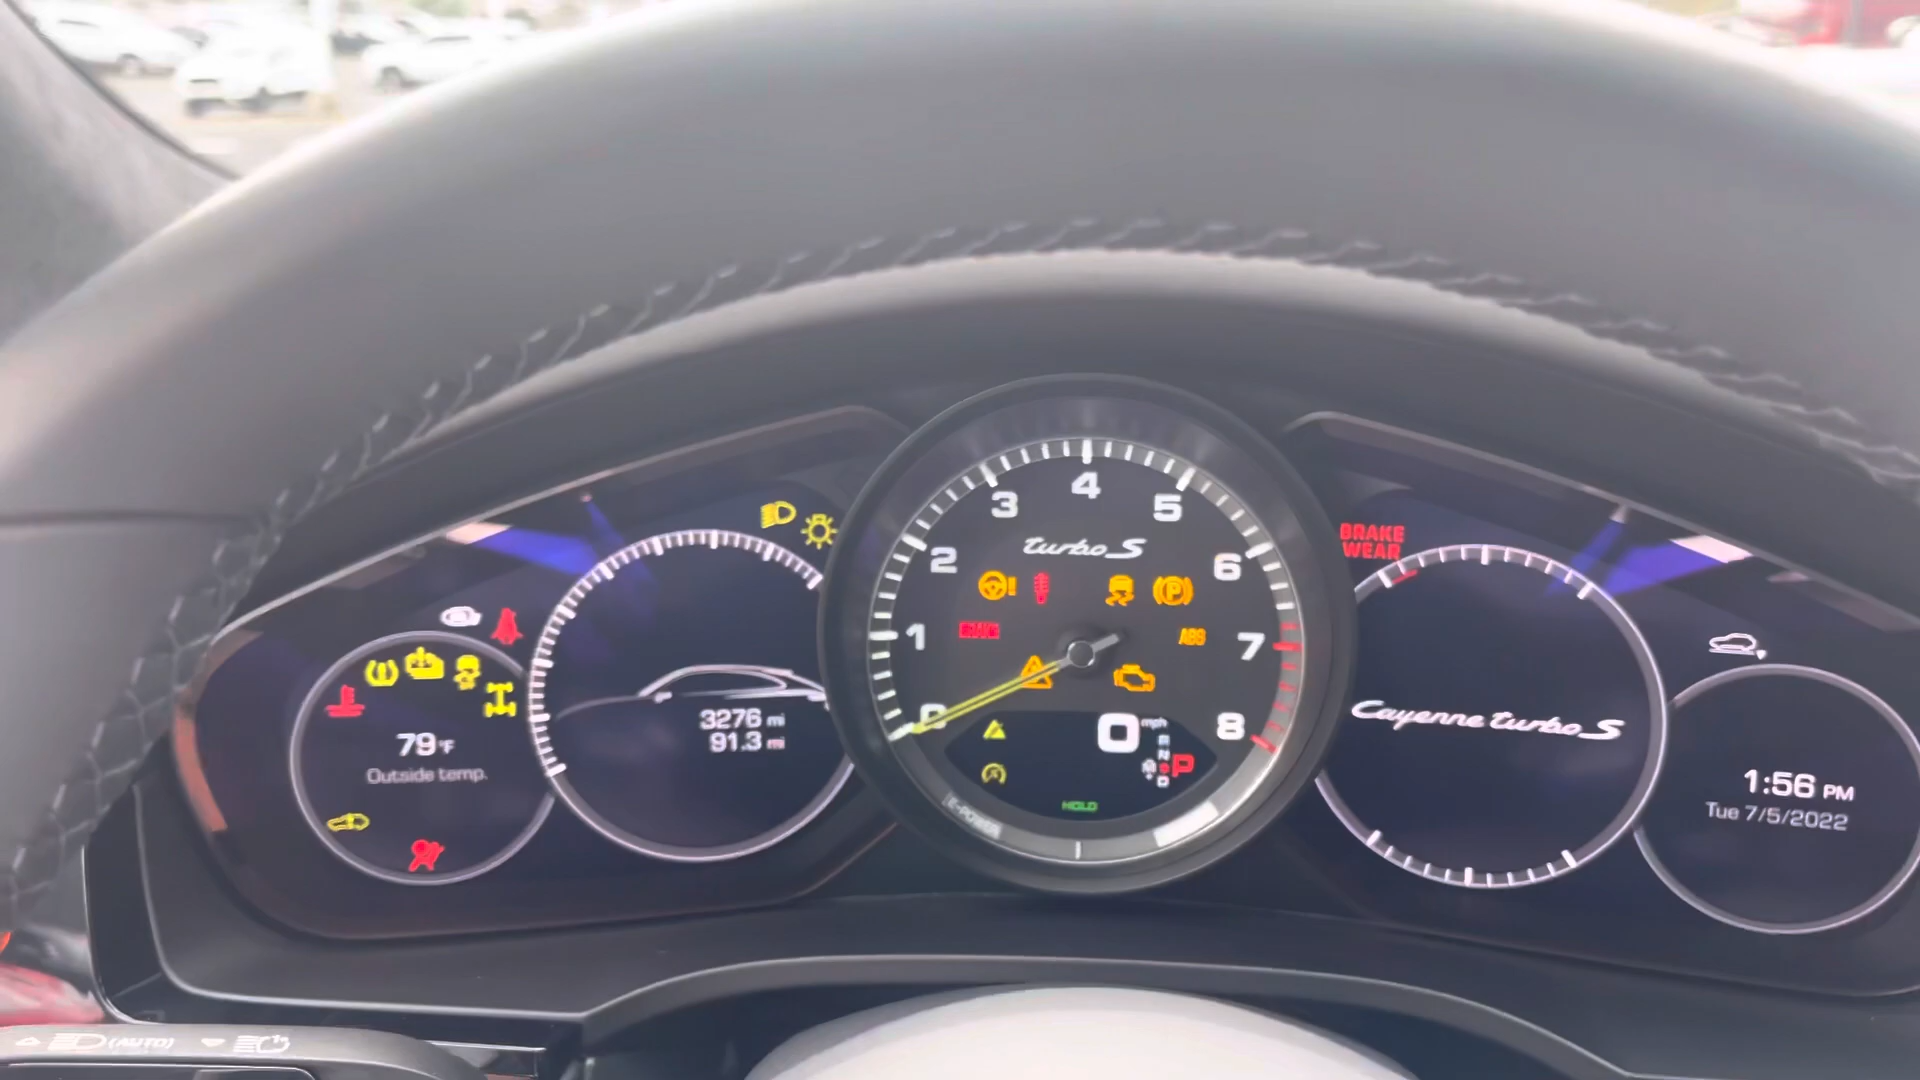 BRAKE
WEAR
4
3
5
turbo S
2
6
ABS
1
7
Cayenne turbo S
3276 mi
91.3 mi
79°F
Outside temp.
0
8
0 mph
R
N
P
D
1:56 PM
Tue 7/5/2022
HOLD
E-POWER
(AUTO)